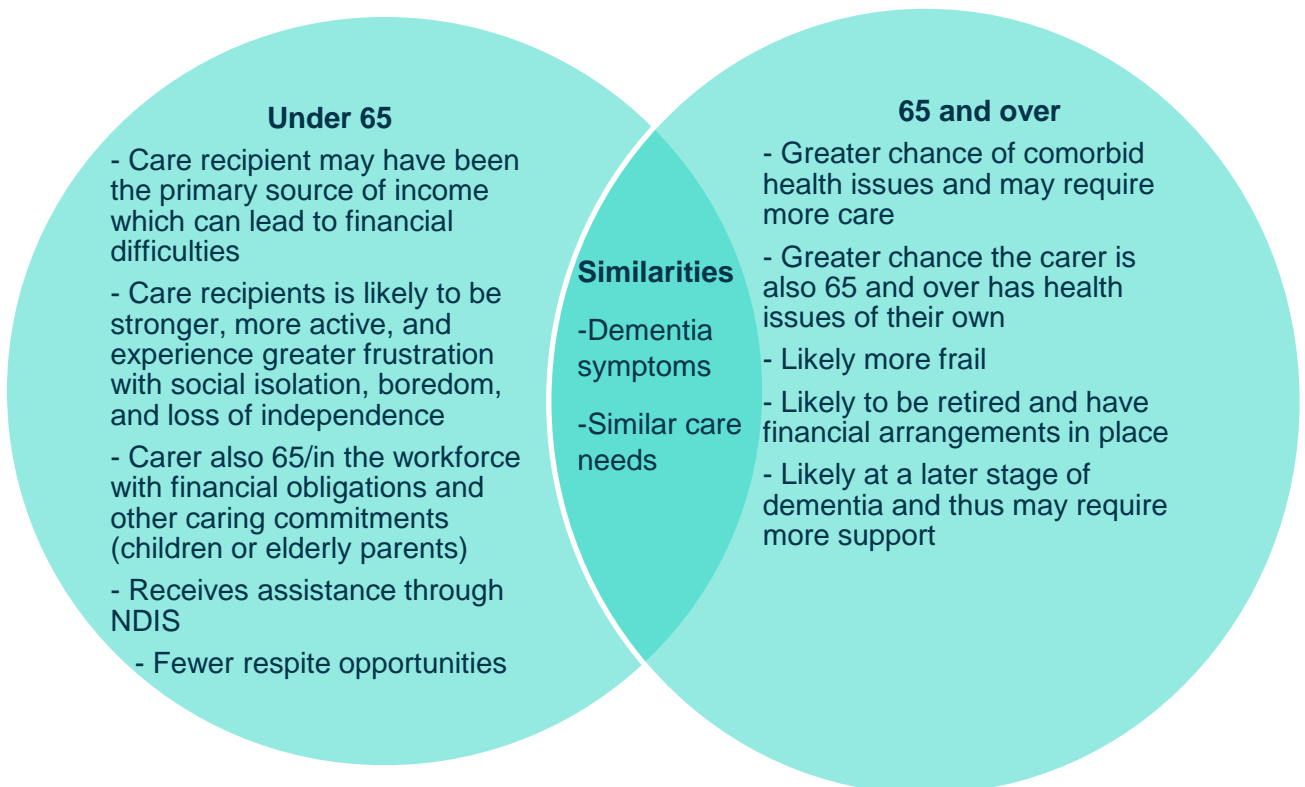 Under 65
- Care recipient may have been
the primary source of income
which can lead to financial
difficulties
- Care recipients is likely to be
stronger, more active, and
experience greater frustration
with social isolation, boredom,
and loss of independence
- Carer also 65/in the workforce
with financial obligations and
other caring commitments
(children or elderly parents)
- Receives assistance through
NDIS
- Fewer respite opportunities
Similarities
-Dementia
symptoms
-Similar care
needs
65 and over
- Greater chance of comorbid
health issues and may require
more care
- Greater chance the carer is
also 65 and over has health
issues of their own
- Likely more frail
- Likely to be retired and have
financial arrangements in place
- Likely at a later stage of
dementia and thus may require
more support